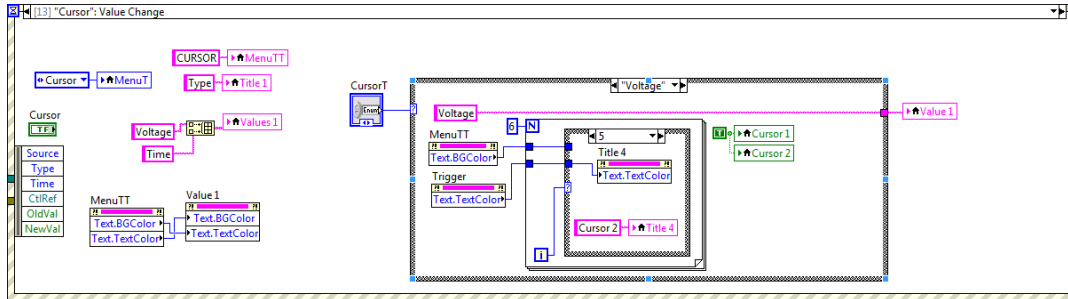 [13] "Cursor": Value Change
CURSOR MenuTT
Cursor MenuT
Type Title 1
CursorT
Enum
"Voltage"
Cursor
TF
Voltage
Time
Values 1
Voltage
Value 1
6 N
5
MenuTT
Text.BGColor
Title 4
Text.TextColor
T
Cursor 1
Cursor 2
Trigger
Text.TextColor
Source
Type
Time
CtlRef
OldVal
NewVal
MenuTT
Text.BGColor
Text.TextColor
Value 1
Text.BGColor
Text.TextColor
Cursor 2 Title 4
i